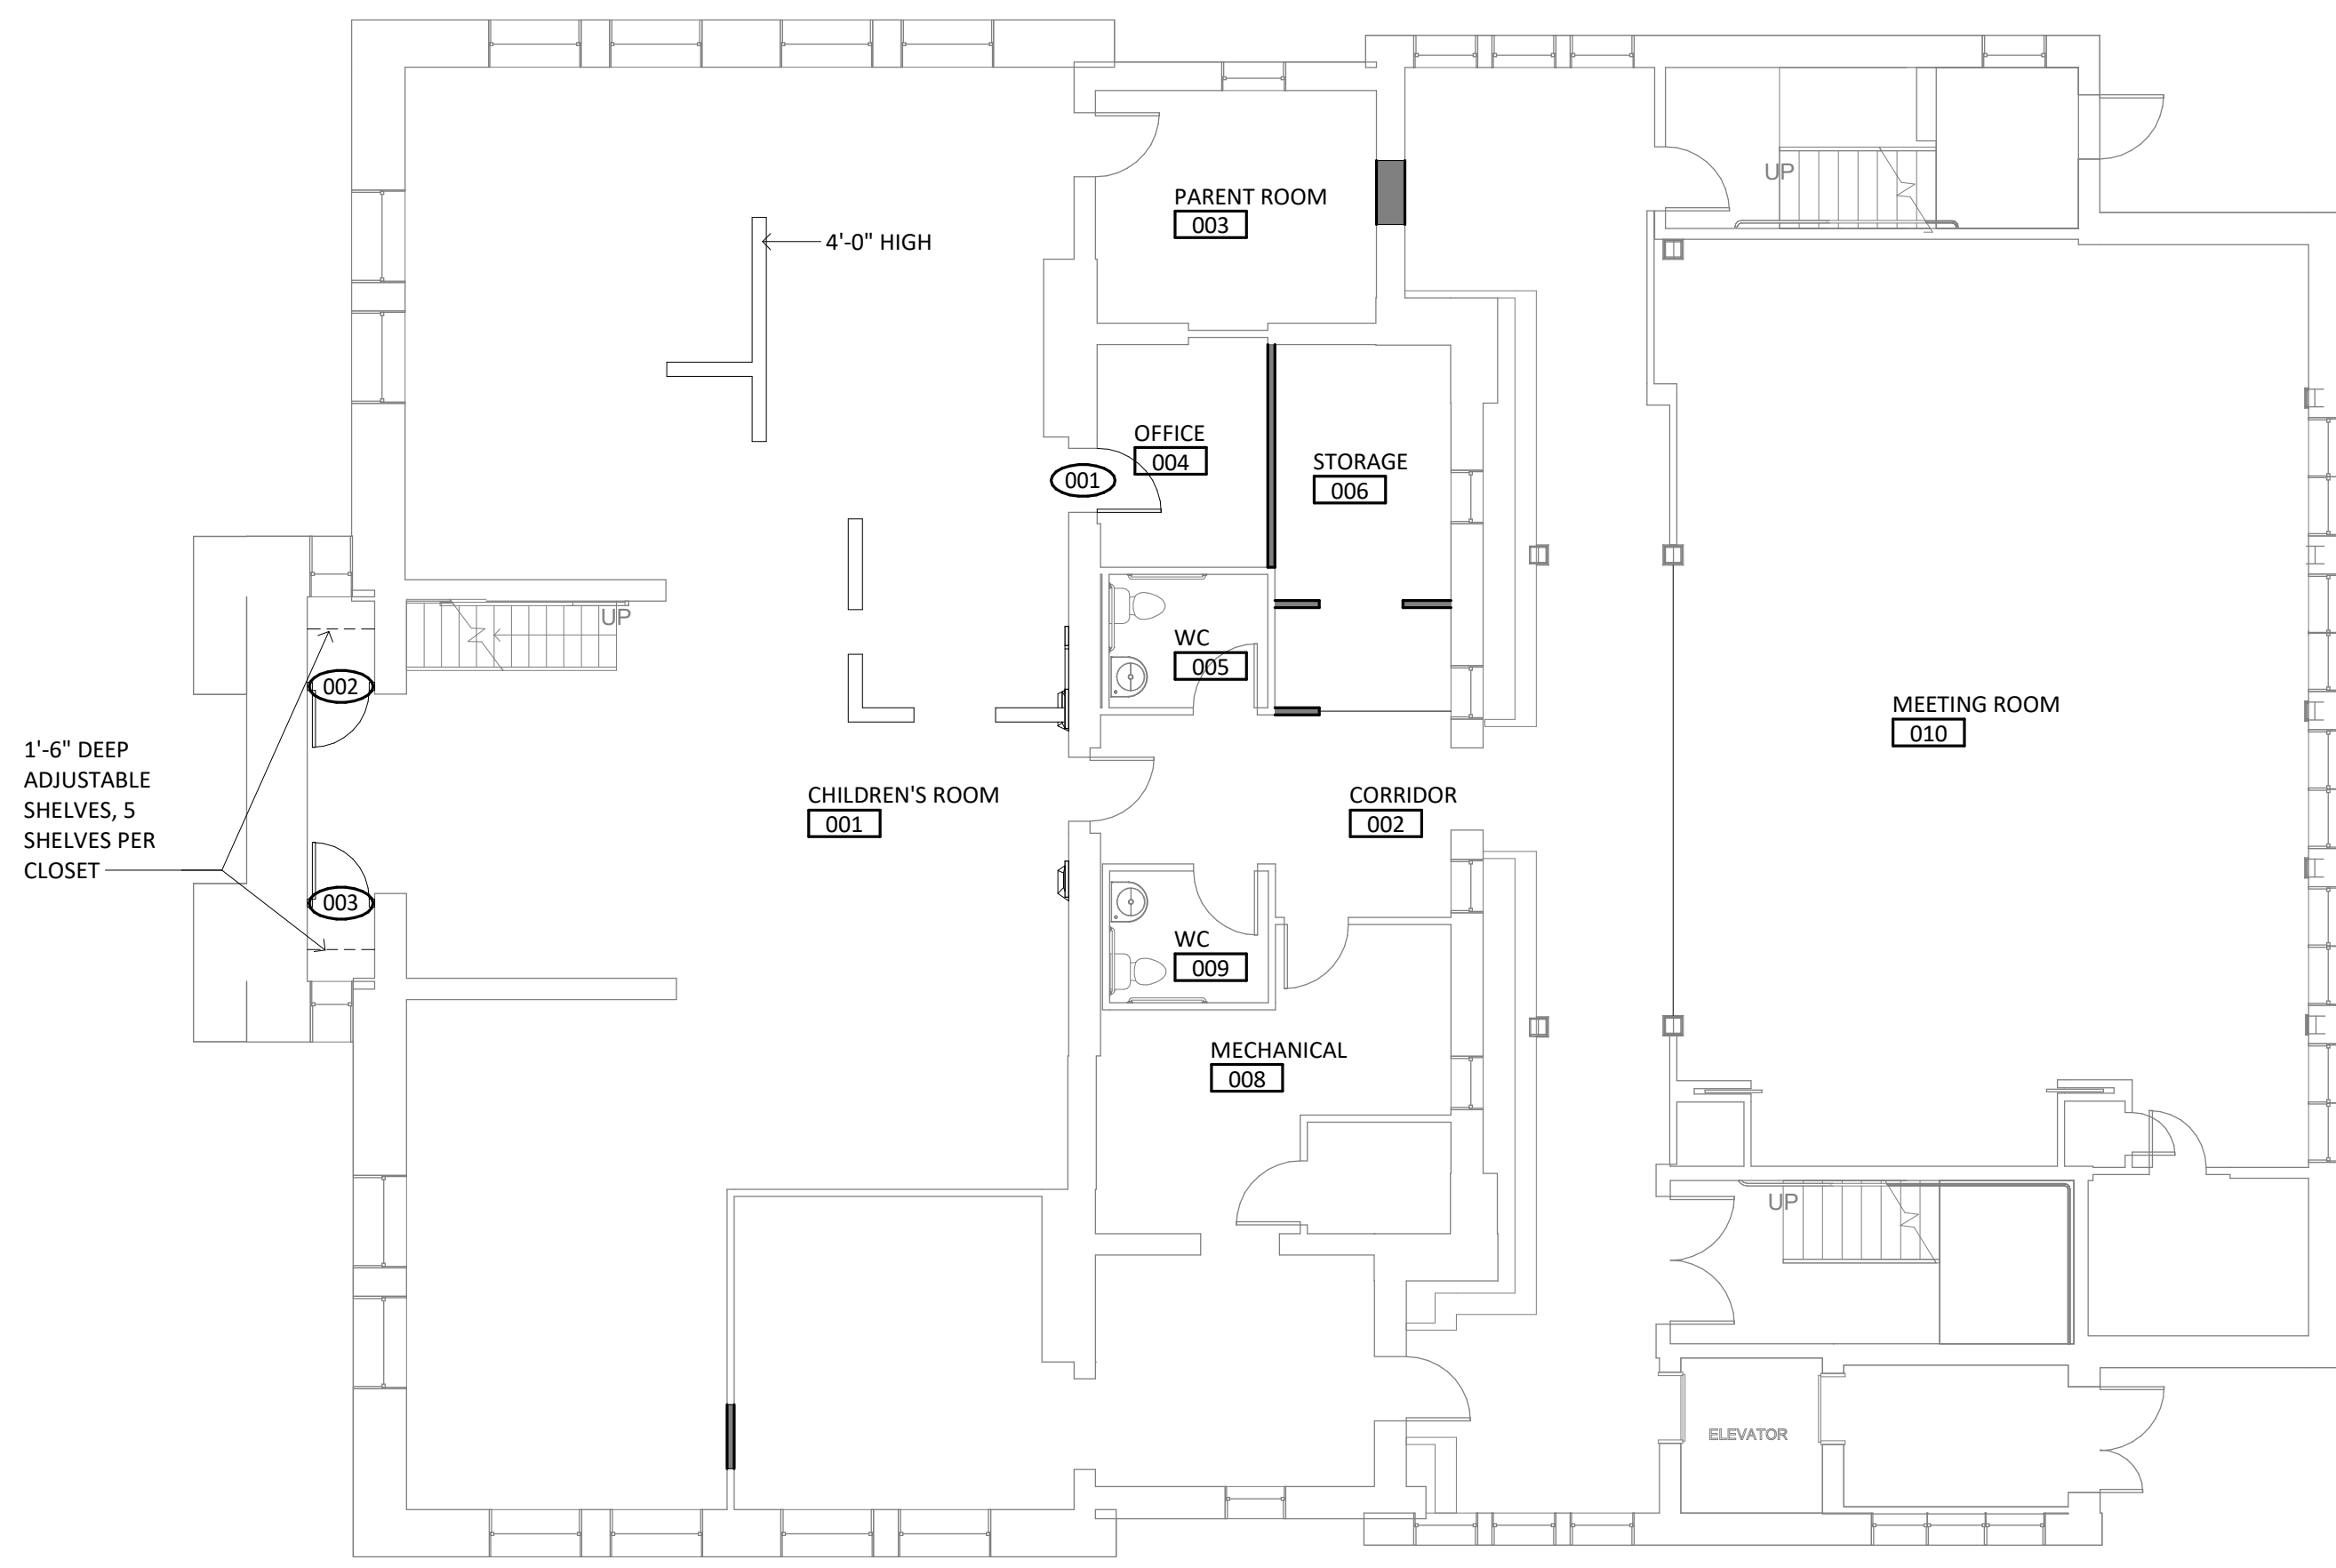 UP
PARENT ROOM
003
4'-0" HIGH
OFFICE
004
001
STORAGE
006
UP
WC
005
002
MEETING ROOM
010
1'-6" DEEP
ADJUSTABLE
SHELVES, 5
SHELVES PER
CLOSET
CHILDREN'S ROOM
001
CORRIDOR
002
003
WC
009
MECHANICAL
008
UP
ELEVATOR